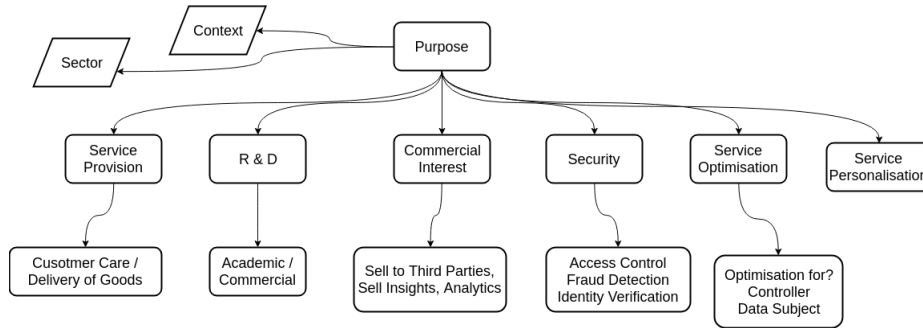 Context
Sector
Purpose
Service
Provision
R & D
Commercial
Interest
Security
Service
Optimisation
Service
Personalisation
Cusotmer Care /
Delivery of Goods
Academic /
Commercial
Sell to Third Parties,
Sell Insights, Analytics
Access Control
Fraud Detection
Identity Verification
Optimisation for?
Controller
Data Subject